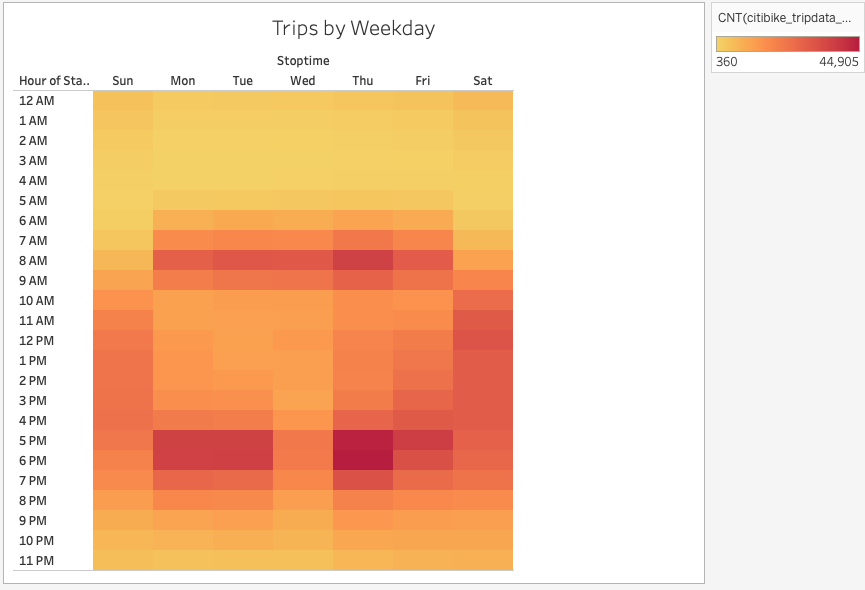 Trips by Weekday
CNT(citibike_tripdata_...
360 44,905
Stoptime
Hour of Sta.. Sun Mon Tue Wed Thu Fri Sat
12 AM
1 AM
2 AM
3 AM
4 AM
5 AM
6 AM
7 AM
8 AM
9 AM
10 AM
11 AM
12 PM
1 PM
2 PM
3 PM
4 PM
5 PM
6 PM
7 PM
8 PM
9 PM
10 PM
11 PM